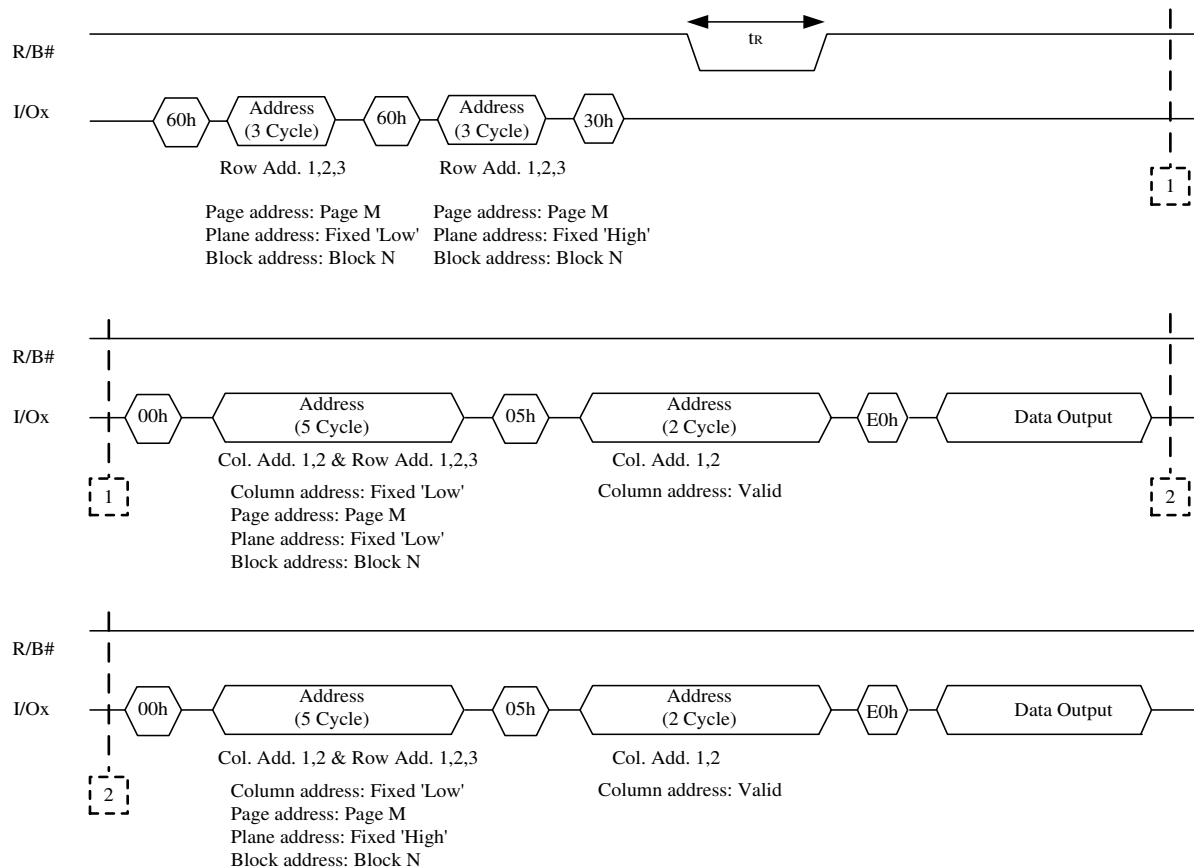 tR
R/B#
I/Ox
60h
Address
(3 Cycle)
60h
Address
(3 Cycle)
30h
Row Add. 1,2,3
Row Add. 1,2,3
1
Page address: Page M
Plane address: Fixed 'Low'
Block address: Block N
Page address: Page M
Plane address: Fixed 'High'
Block address: Block N
R/B#
I/Ox
00h
Address
(5 Cycle)
05h
Address
(2 Cycle)
E0h
Data Output
Col. Add. 1,2 & Row Add. 1,2,3
Col. Add. 1,2
1
Column address: Fixed 'Low'
Page address: Page M
Plane address: Fixed 'Low'
Block address: Block N
Column address: Valid
2
R/B#
I/Ox
00h
Address
(5 Cycle)
05h
Address
(2 Cycle)
E0h
Data Output
Col. Add. 1,2 & Row Add. 1,2,3
Col. Add. 1,2
2
Column address: Fixed 'Low'
Page address: Page M
Plane address: Fixed 'High'
Block address: Block N
Column address: Valid